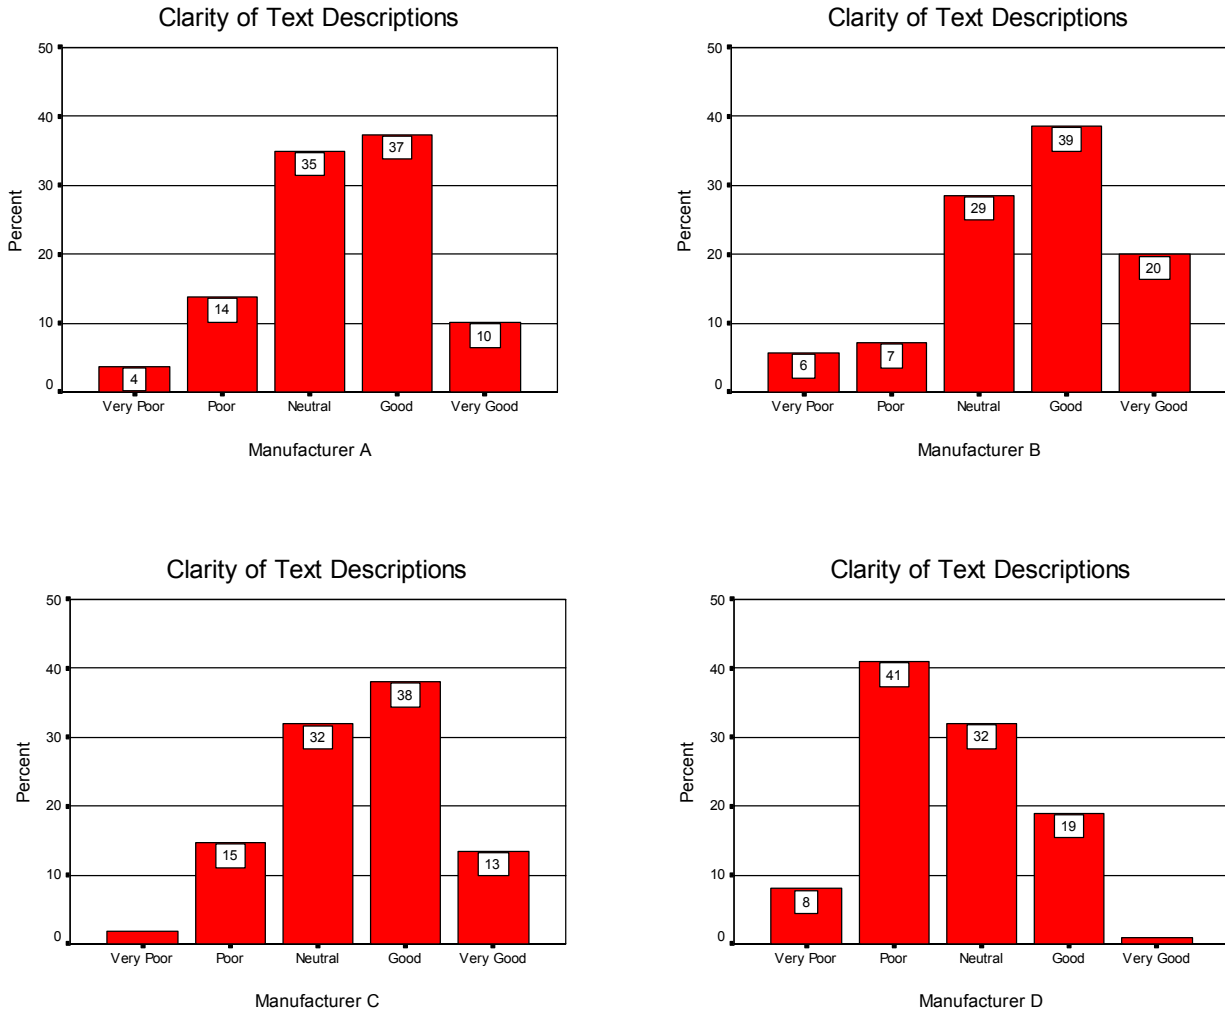 Clarity of Text Descriptions
50
40
30
20
10
0
Percent
4
14
35
37
10
Very Poor Poor Neutral Good Very Good
Manufacturer A
Clarity of Text Descriptions
50
40
30
20
10
0
Percent
6
7
29
39
20
Very Poor Poor Neutral Good Very Good
Manufacturer B
Clarity of Text Descriptions
50
40
30
20
10
0
Percent
15
32
38
13
Very Poor Poor Neutral Good Very Good
Manufacturer C
Clarity of Text Descriptions
50
40
30
20
10
0
Percent
8
41
32
19
Very Poor Poor Neutral Good Very Good
Manufacturer D